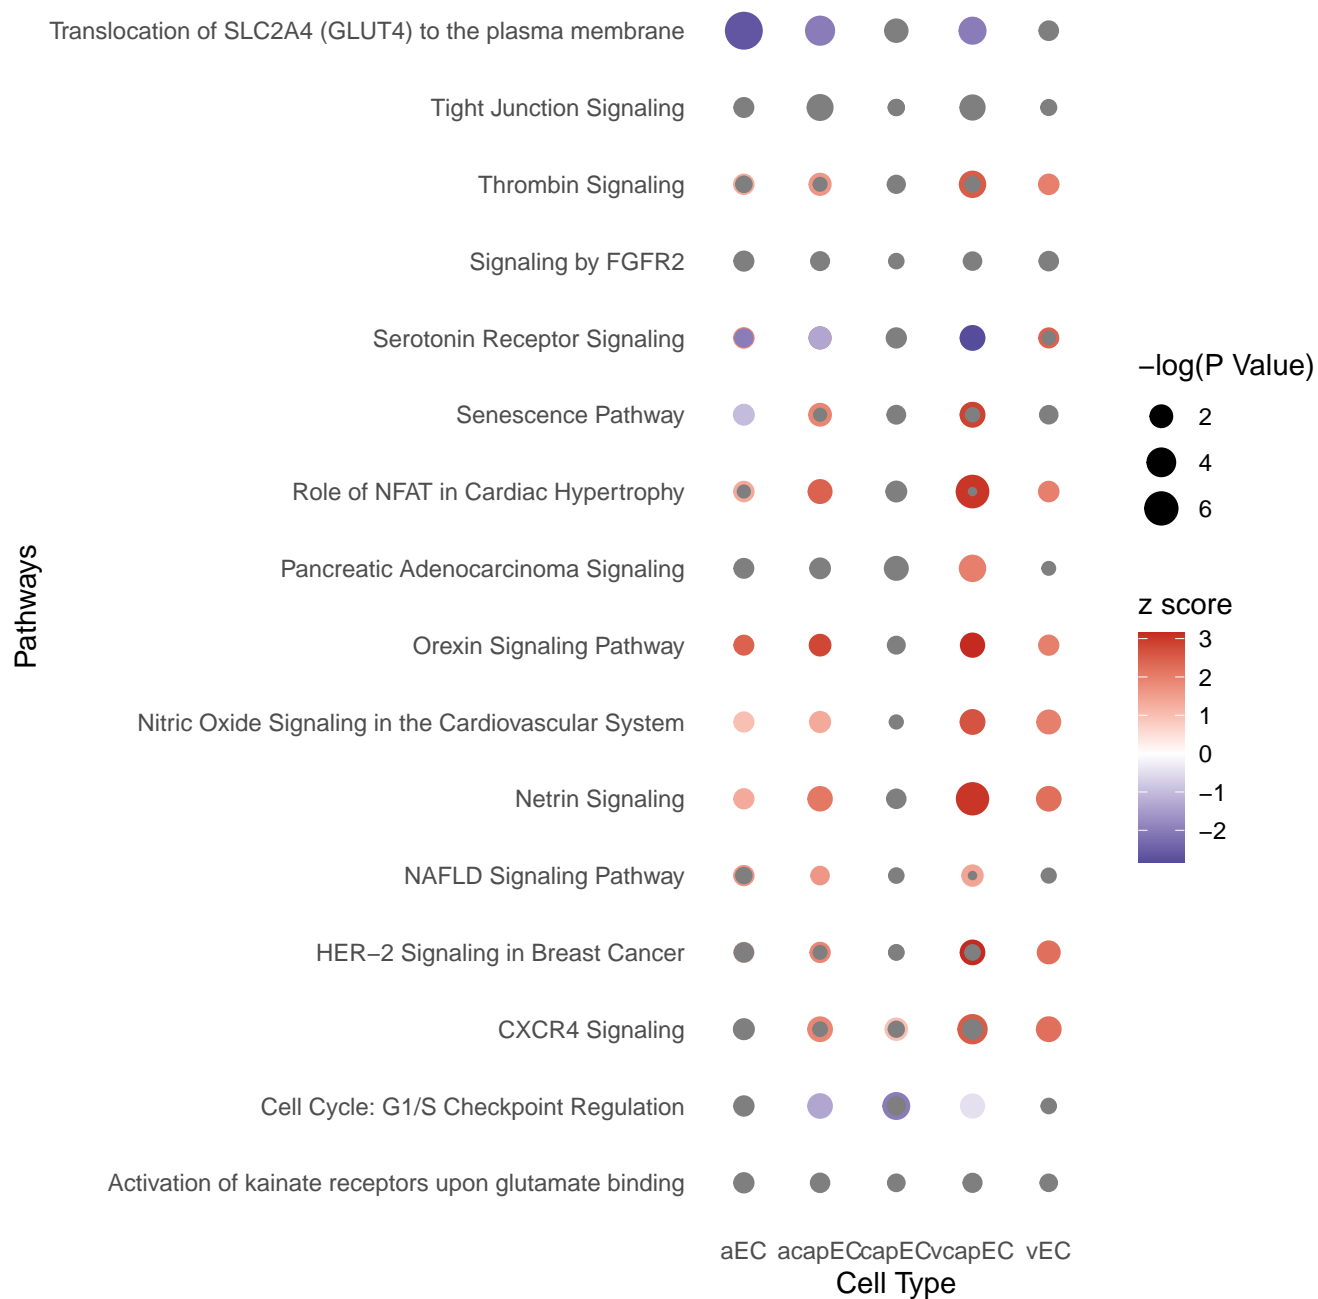 Translocation of SLC2A4 (GLUT4) to the plasma membrane
Tight Junction Signaling
Thrombin Signaling
Signaling by FGFR2
Serotonin Receptor Signaling
Senescence Pathway
Role of NFAT in Cardiac Hypertrophy
Pancreatic Adenocarcinoma Signaling
Orexin Signaling Pathway
Nitric Oxide Signaling in the Cardiovascular System
Netrin Signaling
NAFLD Signaling Pathway
HER−2 Signaling in Breast Cancer
CXCR4 Signaling
Cell Cycle: G1/S Checkpoint Regulation
Activation of kainate receptors upon glutamate binding
Pathways
aEC acapEC capEC vcapEC vEC
Cell Type
−log(P Value)
2
4
6
z score
3
2
1
0
−1
−2